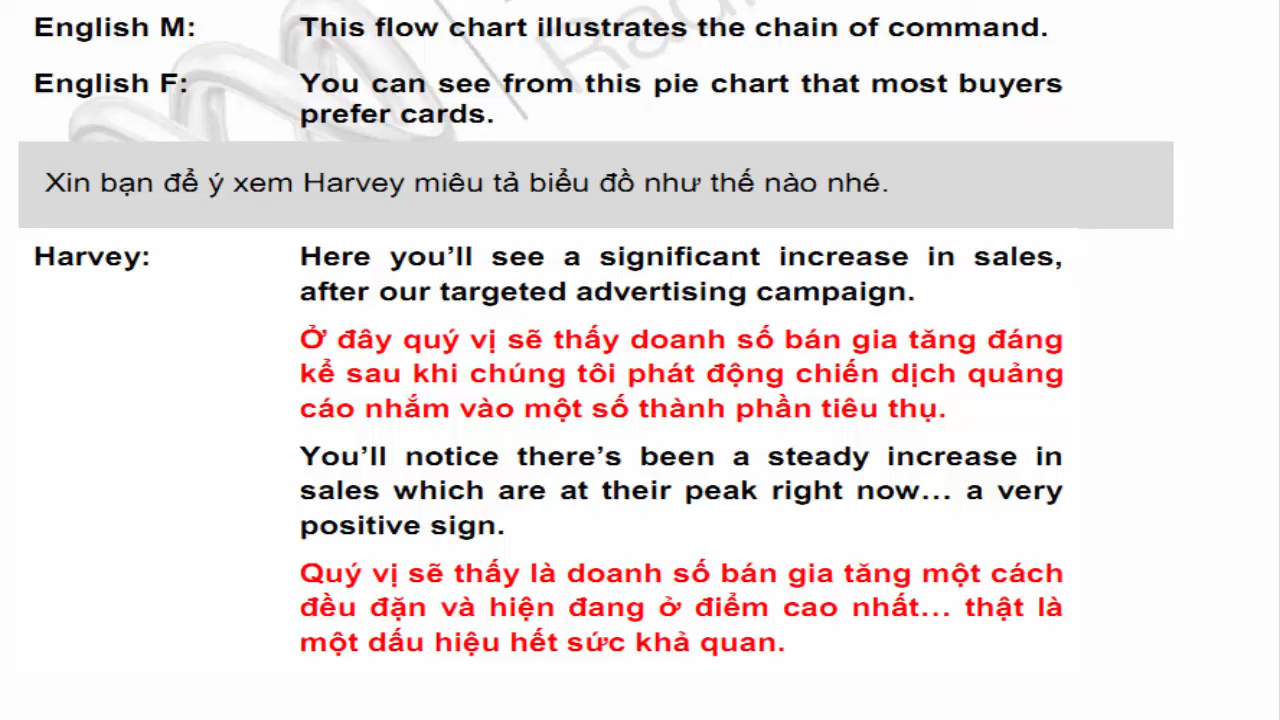 English M: This flow chart illustrates the chain of command.
English F: You can see from this pie chart that most buyers
prefer cards.
Xin bạn để ý xem Harvey miêu tả biểu đồ như thế nào nhé.
Harvey: Here you’ll see a significant increase in sales,
after our targeted advertising campaign.
Ở đây quý vị sẽ thấy doanh số bán gia tăng đáng
kể sau khi chúng tôi phát động chiến dịch quảng
cáo nhắm vào một số thành phần tiêu thụ.
You’ll notice there’s been a steady increase in
sales which are at their peak right now… a very
positive sign.
Quý vị sẽ thấy là doanh số bán gia tăng một cách
đều đặn và hiện đang ở điểm cao nhất… thật là
một dấu hiệu hết sức khả quan.